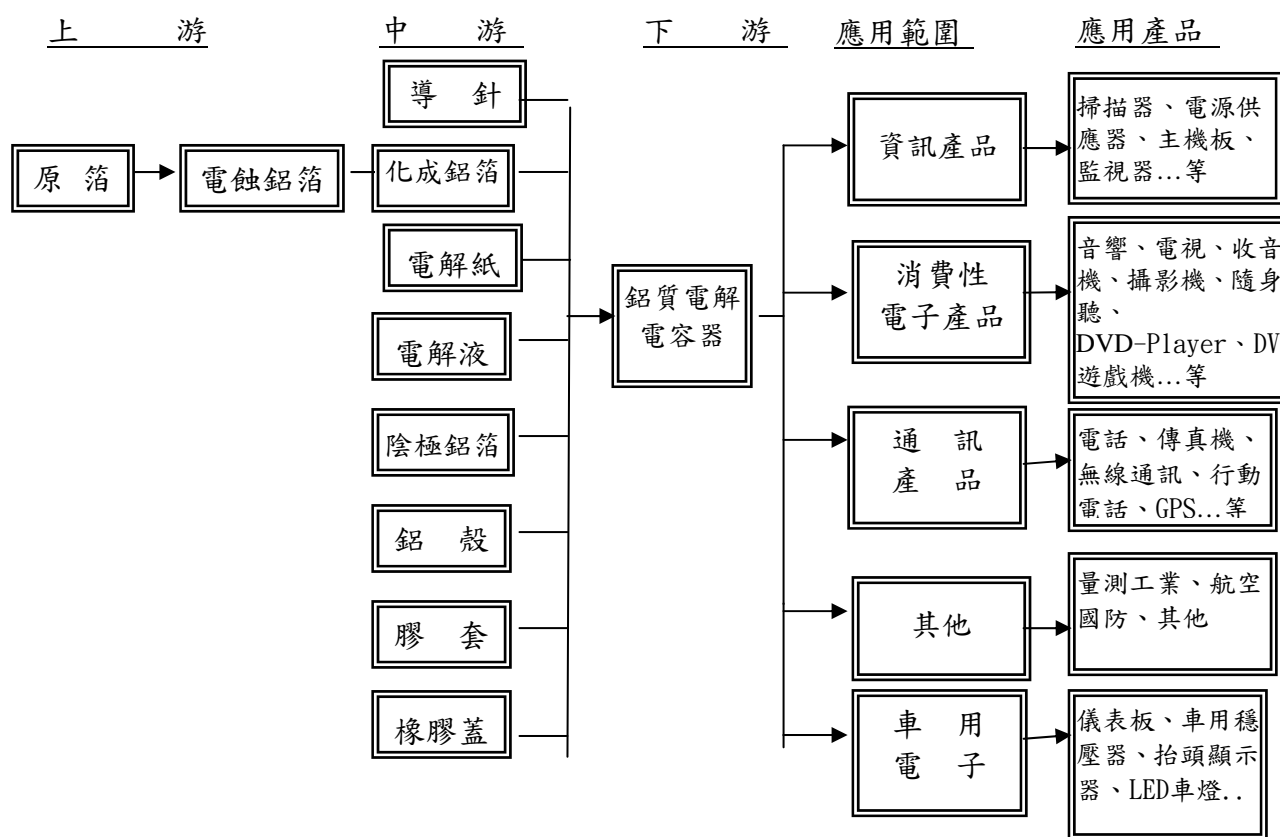 上 游 中 游 下 游 應用範圍 應用產品
原 箔
電蝕鋁箔
導 針
化成鋁箔
電解紙
電解液
陰極鋁箔
鋁 殼
膠 套
橡膠蓋
鋁質電解
電容器
資訊產品
掃描器、電源供
應器、主機板、
監視器...等
消費性
電子產品
音響、電視、收音
機、攝影機、隨身
聽、
DVD-Player、DV
遊戲機...等
通 訊
產 品
電話、傳真機、
無線通訊、行動
電話、GPS...等
其他
量測工業、航空
國防、其他
車 用
電 子
儀表板、車用穩
壓器、抬頭顯示
器、LED車燈..